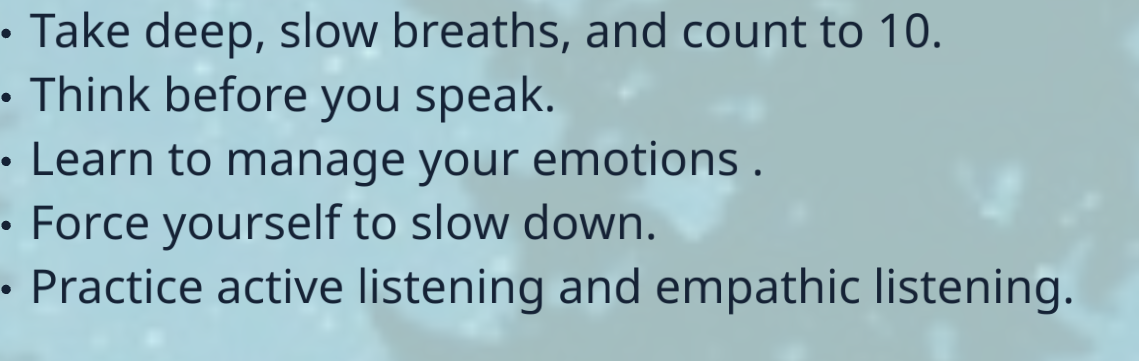 • Take deep, slow breaths, and count to 10.
• Think before you speak.
• Learn to manage your emotions .
• Force yourself to slow down.
• Practice active listening and empathic listening.